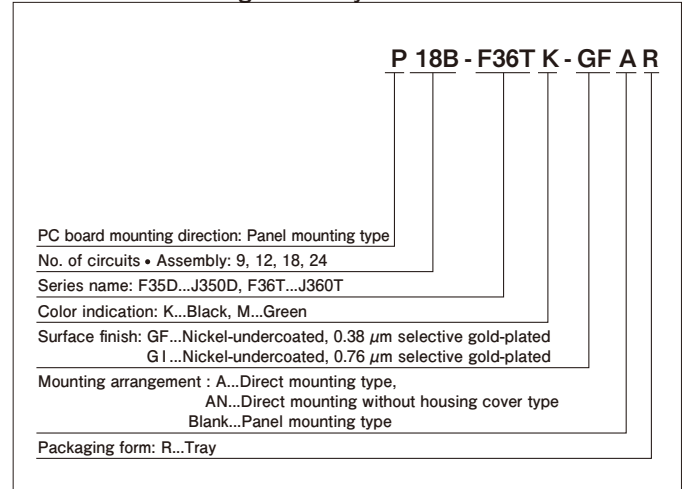 P 18B - F36T K - GF A R
PC board mounting direction: Panel mounting type
No. of circuits • Assembly: 9, 12, 18, 24
Series name: F35D...J350D, F36T...J360T
Color indication: K...Black, M...Green
Surface finish: GF...Nickel-undercoated, 0.38 μm selective gold-plated
G I...Nickel-undercoated, 0.76 μm selective gold-plated
Mounting arrangement : A...Direct mounting type,
AN...Direct mounting without housing cover type
Blank...Panel mounting type
Packaging form: R...Tray